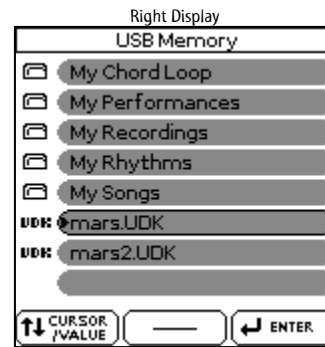 Right Display
USB Memory
My Chord Loop
My Performances
My Recordings
My Rhythms
My Songs
UDK mars.UDK
UDK mars2.UDK
CURSOR
/VALUE
ENTER